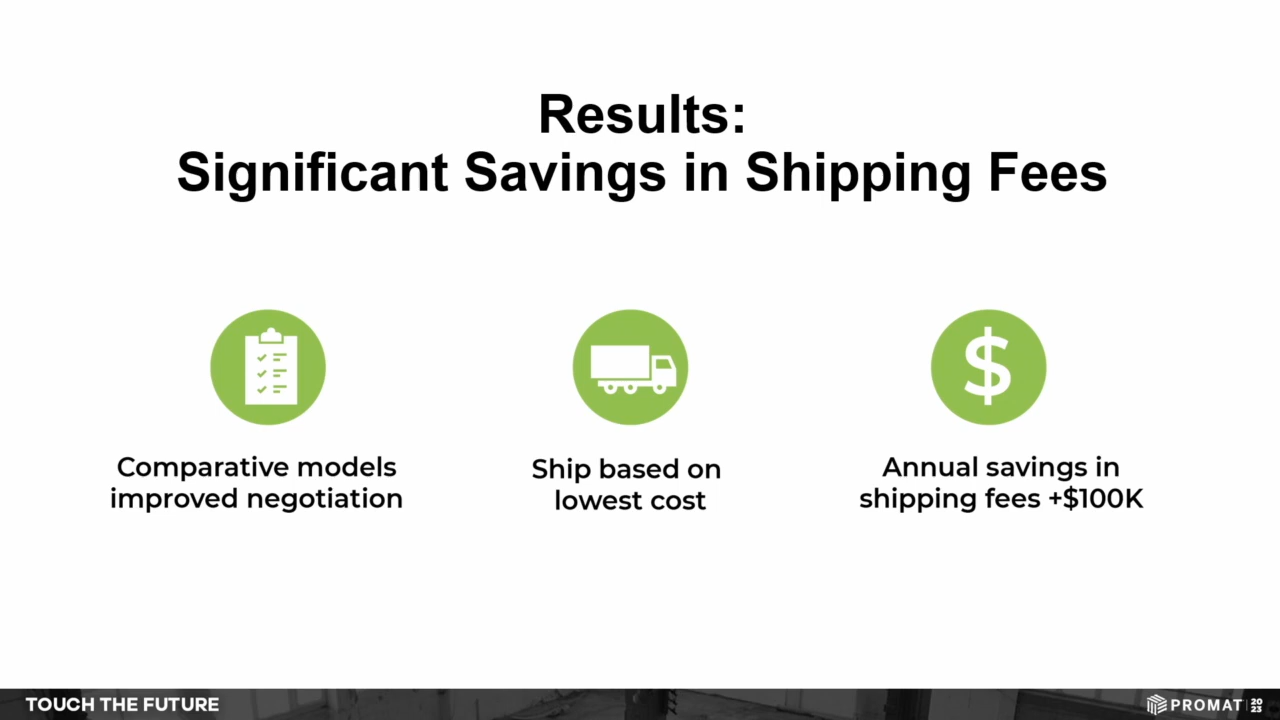 Results:
Significant Savings in Shipping Fees
Comparative models
improved negotiation
Ship based on
lowest cost
Annual savings in
shipping fees +$100K
TOUCH THE FUTURE
PROMAT 2023